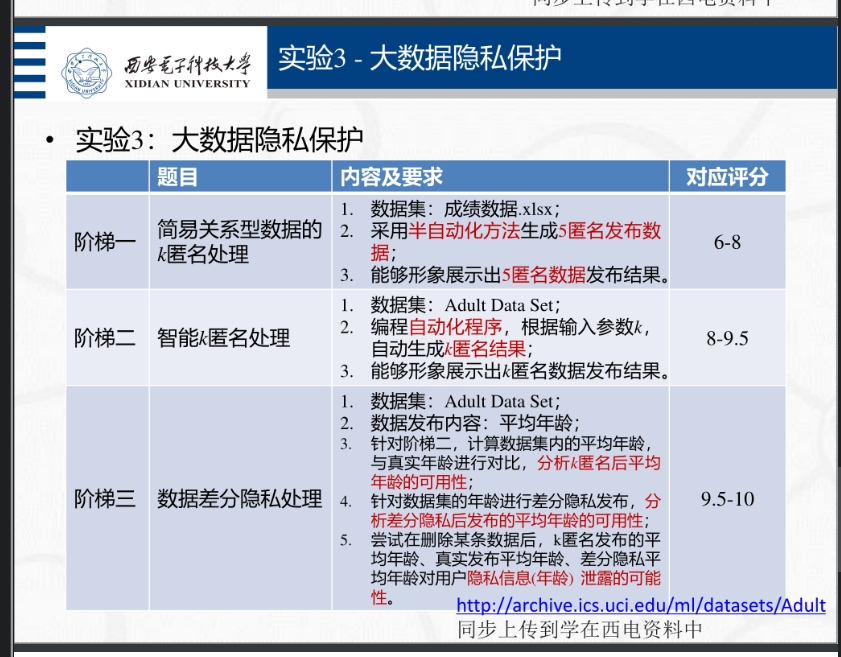 同步上传到学在西电资料中
西安电子科技大学
XIDIAN UNIVERSITY
实验3 - 大数据隐私保护
• 实验3：大数据隐私保护
题目 内容及要求 对应评分
阶梯一
简易关系型数据的
k匿名处理
1. 数据集：成绩数据.xlsx；
2. 采用半自动化方法生成5匿名发布数
据；
3. 能够形象展示出5匿名数据发布结果。
6-8
阶梯二
智能k匿名处理
1. 数据集：Adult Data Set；
2. 编程自动化程序，根据输入参数k，
自动生成k匿名结果；
3. 能够形象展示出k匿名数据发布结果。
8-9.5
阶梯三
数据差分隐私处理
1. 数据集：Adult Data Set；
2. 数据发布内容：平均年龄；
3. 针对阶梯二，计算数据集内的平均年龄，
与真实年龄进行对比，分析k匿名后平均
年龄的可用性；
4. 针对数据集的年龄进行差分隐私发布，分
析差分隐私后发布的平均年龄的可用性；
5. 尝试在删除某条数据后，k匿名发布的平
均年龄、真实发布平均年龄、差分隐私平
均年龄对用户隐私信息(年龄) 泄露的可能
性。
9.5-10
http://archive.ics.uci.edu/ml/datasets/Adult
同步上传到学在西电资料中